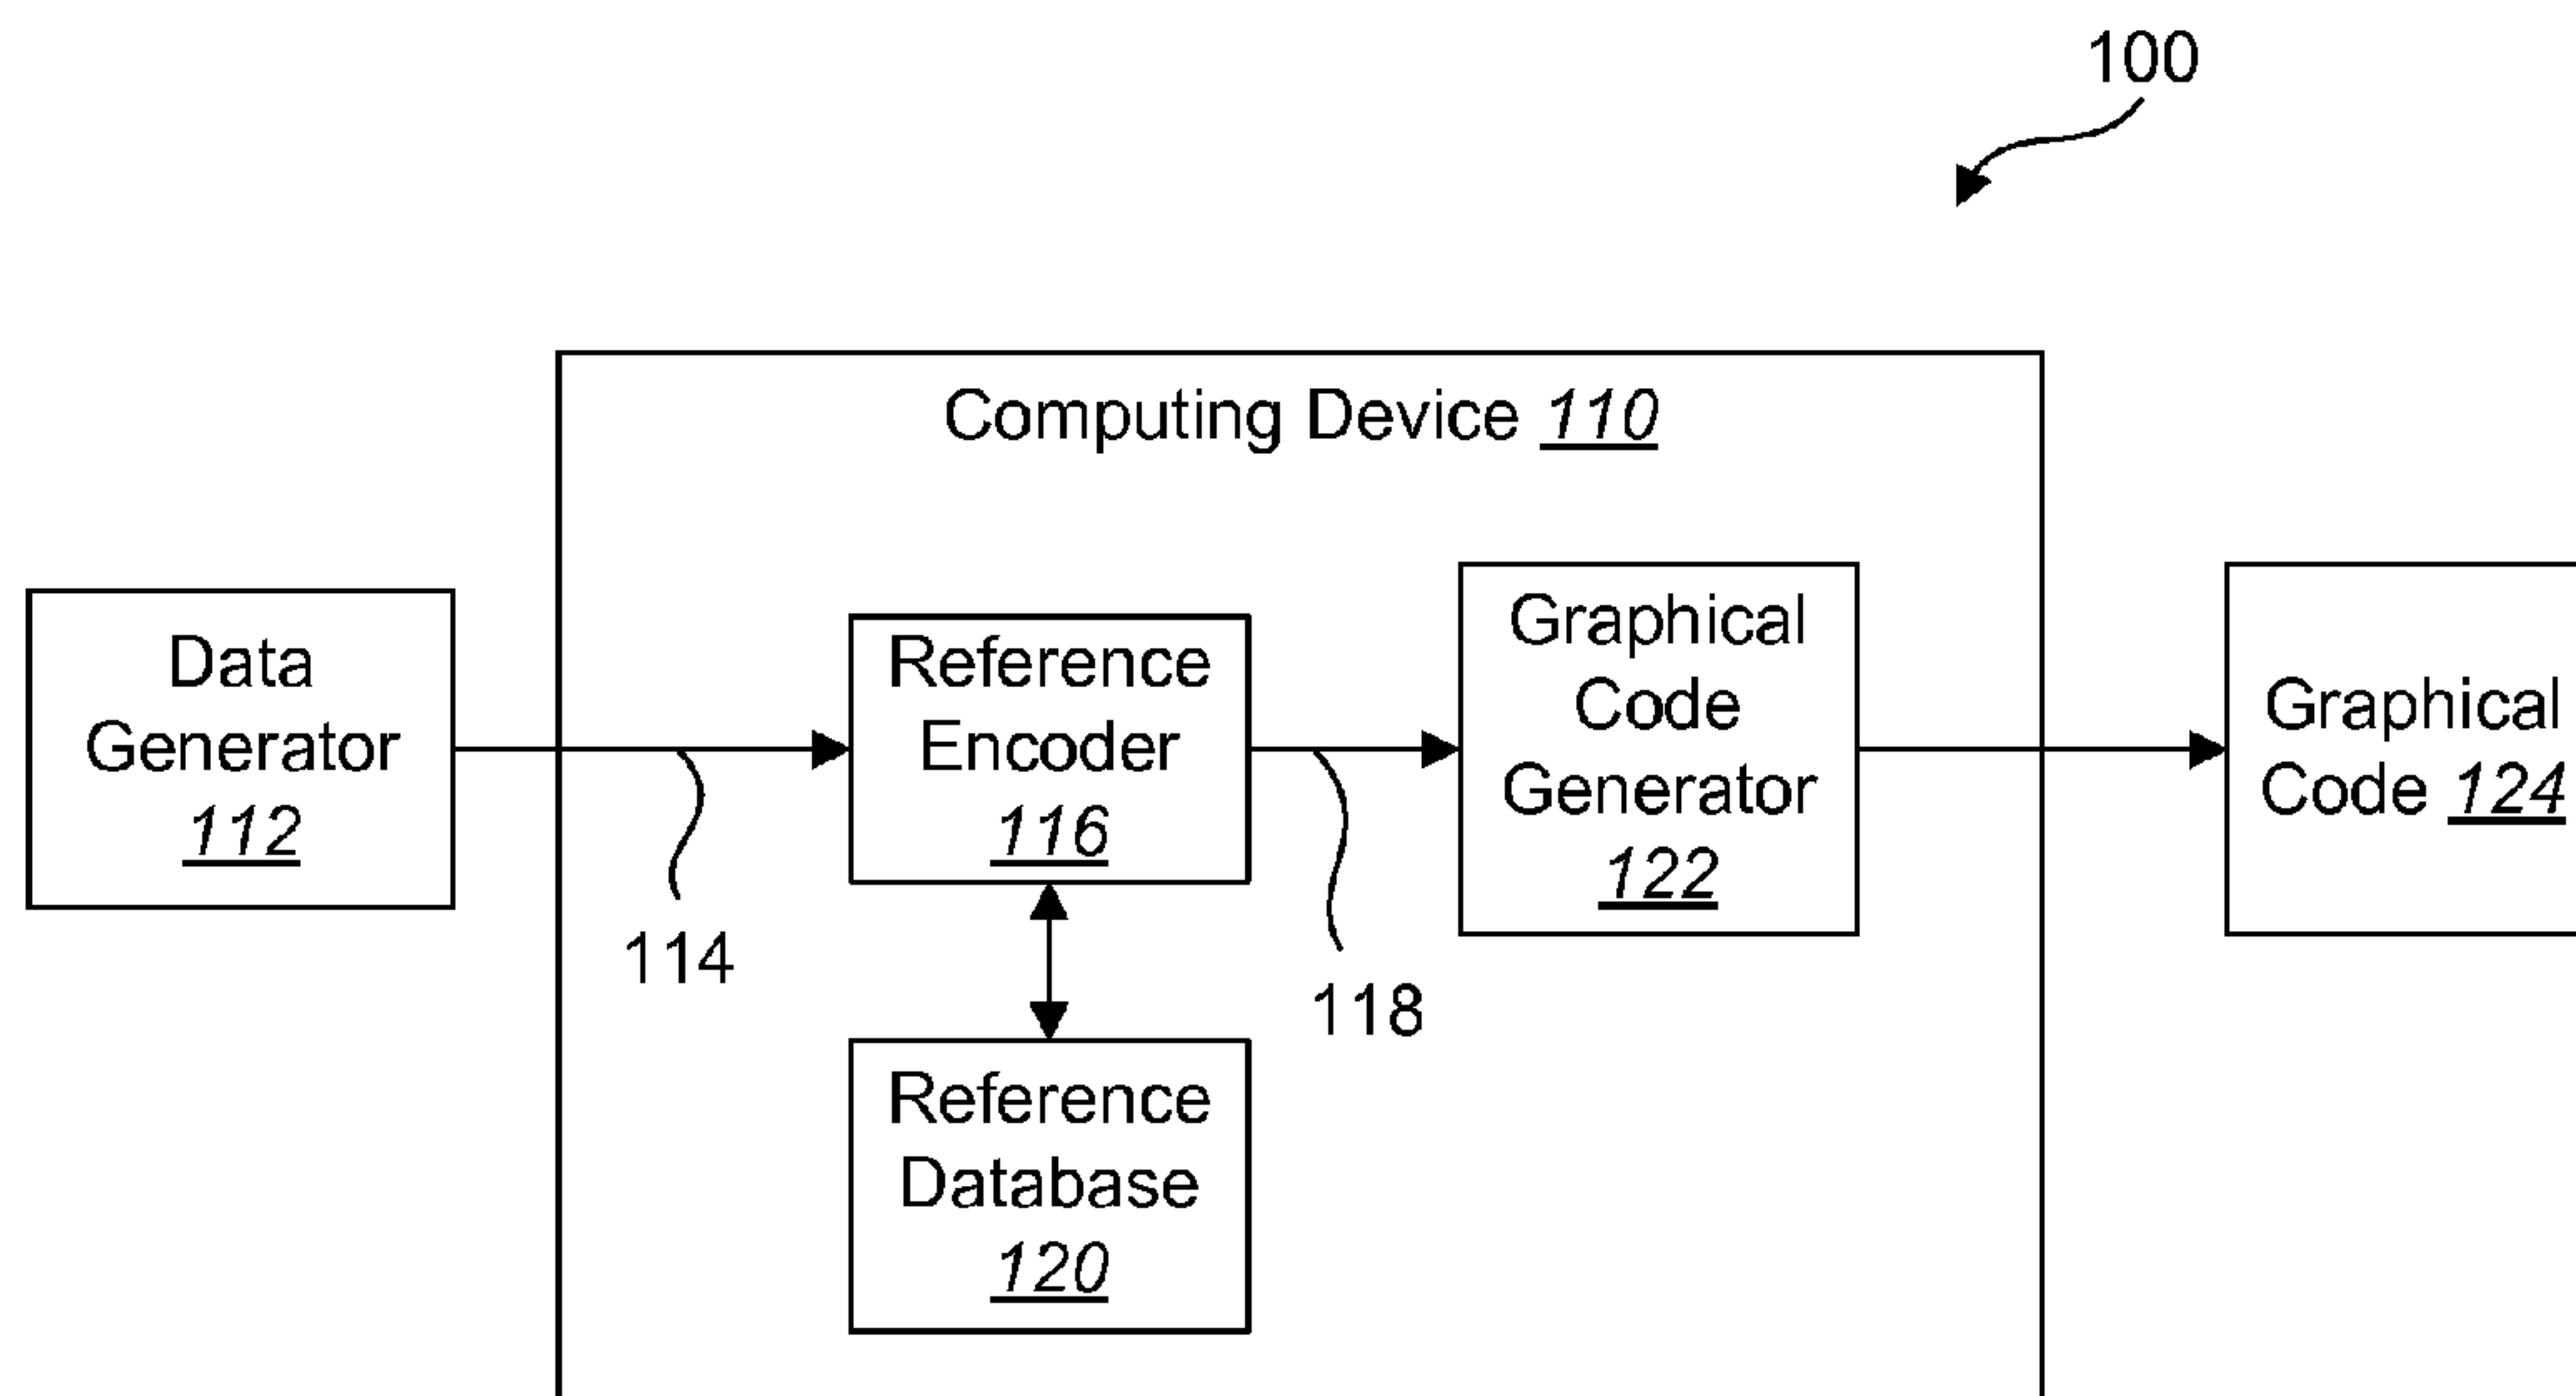 100
Computing Device 110
Data
Generator
112
114
Reference
Encoder
116
118
Reference
Database
120
Graphical
Code
Generator
122
Graphical
Code 124